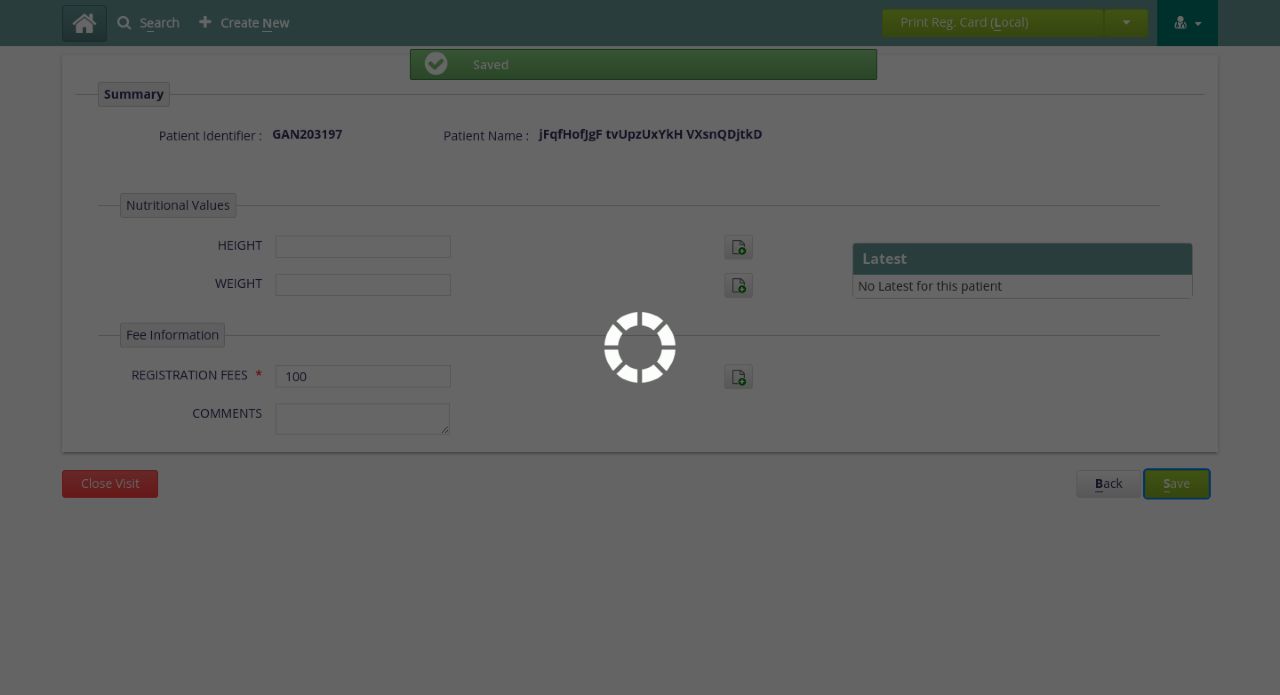 Search
Create New
Print Reg. Card (Local)
Saved
Summary
Patient Identifier : GAN203197 Patient Name : jFqfHofJgF tvUpzUxYkH VXsnQDjtkD
Nutritional Values
HEIGHT
Latest
WEIGHT
No Latest for this patient
Fee Information
REGISTRATION FEES * 100
COMMENTS
Close Visit
Back
Save